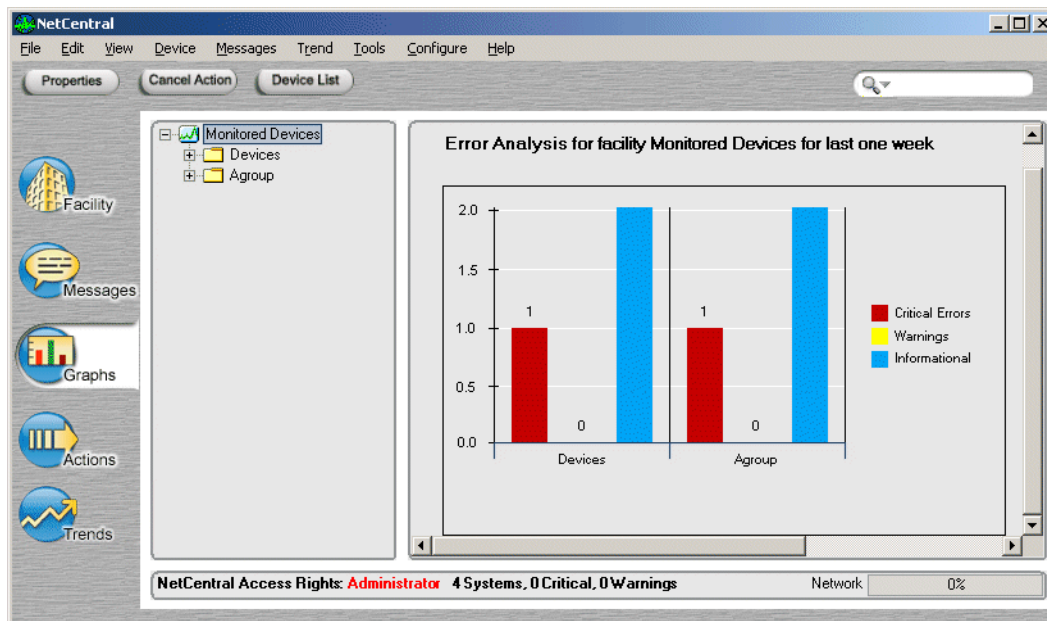 NetCentral
File Edit View Device Messages Trend Tools Configure Help
Properties Cancel Action Device List
Facility
Messages
Graphs
Actions
Trends
Monitored Devices
Devices
Agroup
Error Analysis for facility Monitored Devices for last one week
2.0
1.5
1.0
0.5
0.0
1
0
1
0
Devices
Agroup
Critical Errors
Warnings
Informational
NetCentral Access Rights: Administrator 4 Systems, 0 Critical, 0 Warnings Network 0%